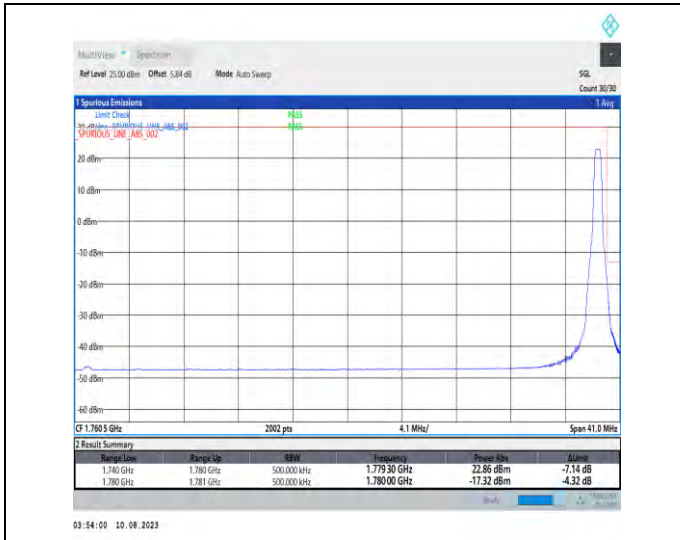 MultiView Spectrum
Ref Level 25.00 dBm Offset 5.84 dB Mode Auto Sweep SGL
Count 30/30
1 Spurious Emissions 1 Avg
Limit Check PASS
30 dBm SPURIOUS_LINE_ABS_002 PASS
SPURIOUS_LINE_ABS_002
20 dBm
10 dBm
0 dBm
-10 dBm
-20 dBm
-30 dBm
-40 dBm
-50 dBm
-60 dBm
CF 1.7605 GHz 2002 pts 4.1 MHz/ Span 41.0 MHz
2 Result Summary
Range Low Range Up RBW Frequency Power Abs ΔLimit
1.740 GHz 1.780 GHz 500.000 kHz 1.77930 GHz 22.86 dBm -7.14 dB
1.780 GHz 1.781 GHz 500.000 kHz 1.78000 GHz -17.32 dBm -4.32 dB
Ready
03:54:00 10.08.2023